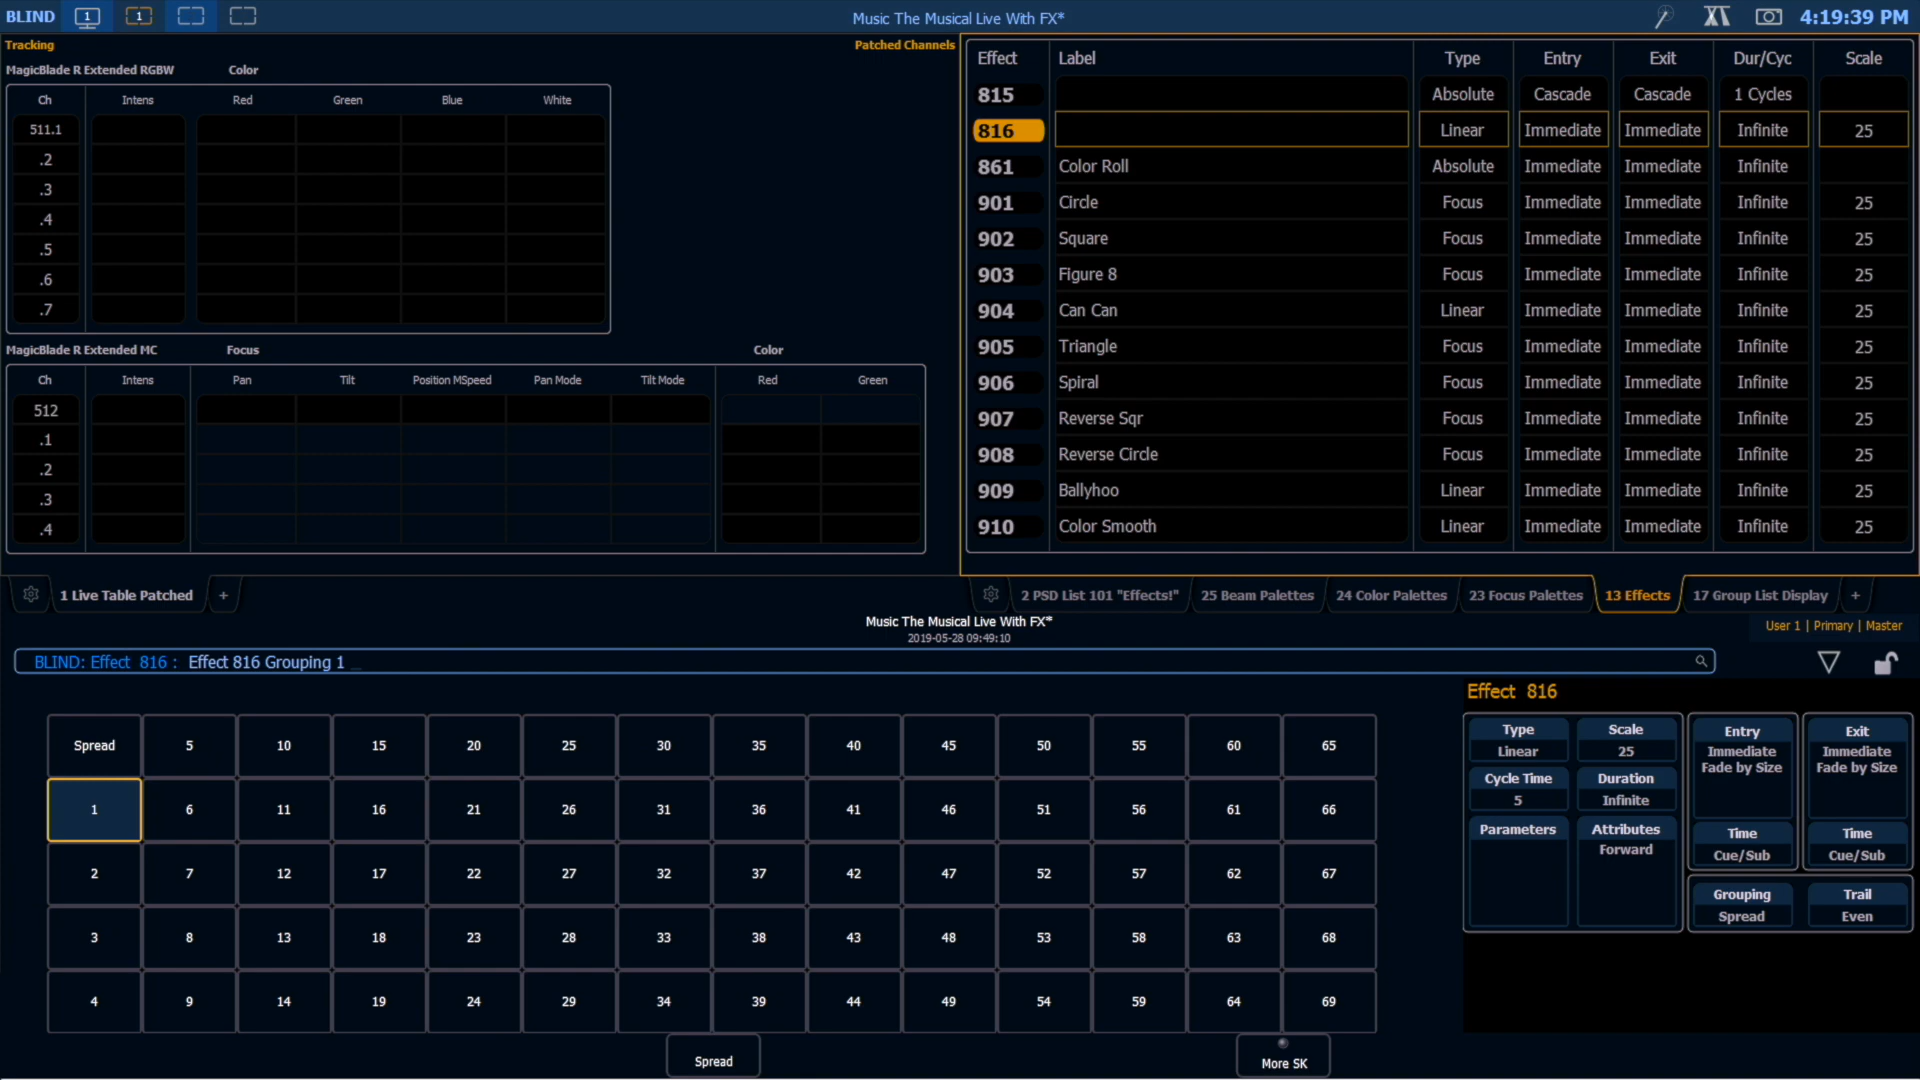 BLIND 1 1 Music The Musical Live With FX* 4:19:39 PM
Tracking Patched Channels
MagicBlade R Extended RGBW Color
Ch Intens Red Green Blue White
511.1
.2
.3
.4
.5
.6
.7
MagicBlade R Extended MC Focus Color
Ch Intens Pan Tilt Position MSpeed Pan Mode Tilt Mode Red Green
512
.1
.2
.3
.4
Effect Label Type Entry Exit Dur/Cyc Scale
815 Absolute Cascade Cascade 1 Cycles
816 Linear Immediate Immediate Infinite 25
861 Color Roll Absolute Immediate Immediate Infinite
901 Circle Focus Immediate Immediate Infinite 25
902 Square Focus Immediate Immediate Infinite 25
903 Figure 8 Focus Immediate Immediate Infinite 25
904 Can Can Linear Immediate Immediate Infinite 25
905 Triangle Focus Immediate Immediate Infinite 25
906 Spiral Focus Immediate Immediate Infinite 25
907 Reverse Sqr Focus Immediate Immediate Infinite 25
908 Reverse Circle Focus Immediate Immediate Infinite 25
909 Ballyhoo Linear Immediate Immediate Infinite 25
910 Color Smooth Linear Immediate Immediate Infinite 25
1 Live Table Patched +
2 PSD List 101 "Effects!" 25 Beam Palettes 24 Color Palettes 23 Focus Palettes 13 Effects 17 Group List Display +
Music The Musical Live With FX*
2019-05-28 09:49:10
User 1 | Primary | Master
BLIND: Effect 816 : Effect 816 Grouping 1 _
Spread 5 10 15 20 25 30 35 40 45 50 55 60 65
1 6 11 16 21 26 31 36 41 46 51 56 61 66
2 7 12 17 22 27 32 37 42 47 52 57 62 67
3 8 13 18 23 28 33 38 43 48 53 58 63 68
4 9 14 19 24 29 34 39 44 49 54 59 64 69
Spread More SK
Effect 816
Type Scale Entry Exit
Linear 25 Immediate Immediate
Fade by Size Fade by Size
Cycle Time Duration
5 Infinite
Parameters Attributes Time Time
Forward Cue/Sub Cue/Sub
Grouping Trail
Spread Even